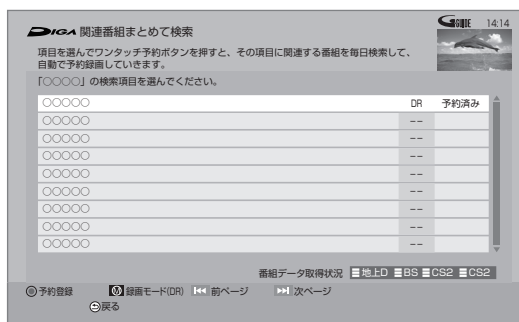 DIGA 関連番組まとめて検索
G GUIDE 14:14
項目を選んでワンタッチ予約ボタンを押すと、その項目に関連する番組を毎日検索して、
自動で予約録画していきます。
「○○○○」の検索項目を選んでください。
○○○○○ DR 予約済み
○○○○○ --
○○○○○ --
○○○○○ --
○○○○○ --
○○○○○ --
○○○○○ --
○○○○○ --
○○○○○ --
番組データ取得状況 地上D BS CS2 CS2
予約登録 録画モード(DR) 前ページ 次ページ
戻る